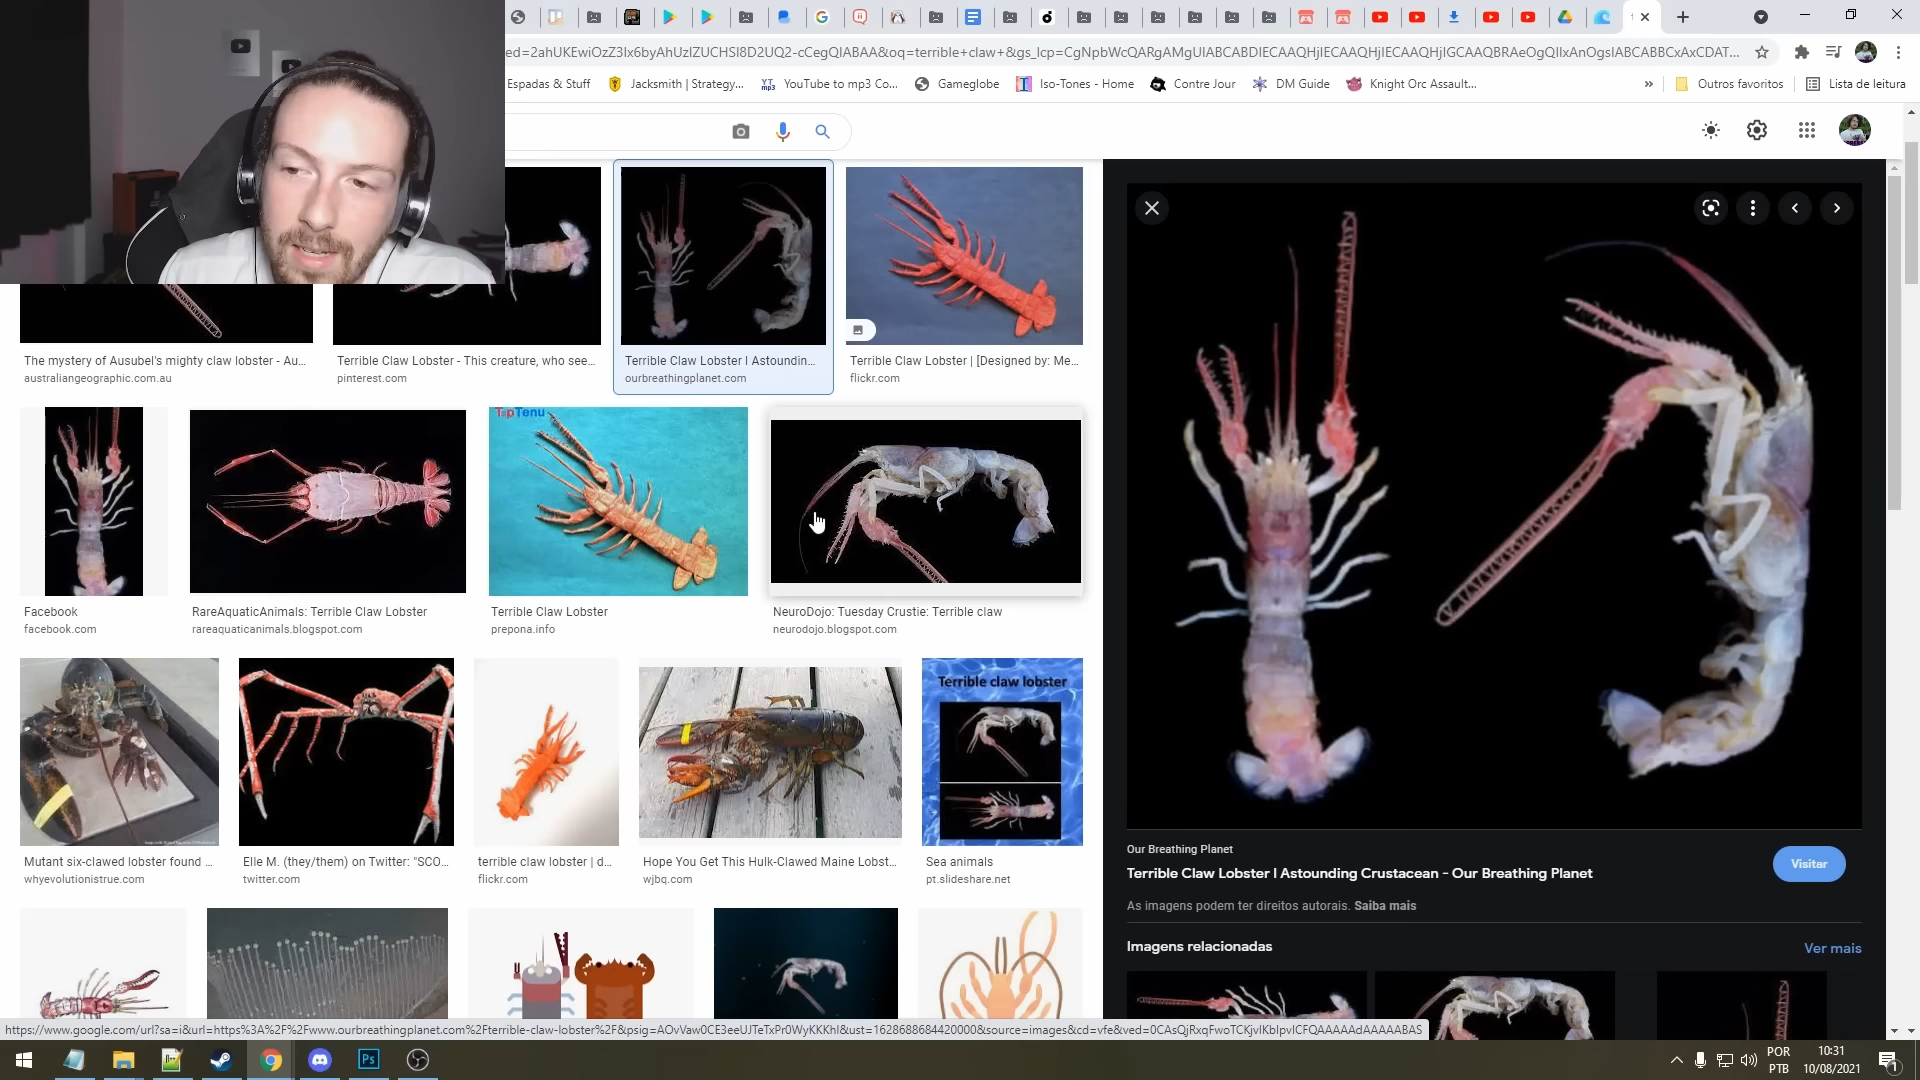 ed=2ahUKEwiOzZ3Ix6byAhUzIZUCHSl8D2UQ2-cCegQIABAA&oq=terrible+claw+&gs_lcp=CgNpbWcQARgAMgUIABCABDIECAAQHjIECAAQHjIECAAQHjIGCAAQBRAeOgQIIxAnOgsIABCABBCxAxCDAT...
Espadas & Stuff
Jacksmith | Strategy...
YouTube to mp3 Co...
Gameglobe
Iso-Tones - Home
Contre Jour
DM Guide
Knight Orc Assault...
»
Outros favoritos
Lista de leitura
The mystery of Ausubel's mighty claw lobster - Au...
australiangeographic.com.au
Terrible Claw Lobster - This creature, who see...
pinterest.com
Terrible Claw Lobster l Astoundin...
ourbreathingplanet.com
Terrible Claw Lobster | [Designed by: Me...
flickr.com
Facebook
facebook.com
RareAquaticAnimals: Terrible Claw Lobster
rareaquaticanimals.blogspot.com
Terrible Claw Lobster
prepona.info
NeuroDojo: Tuesday Crustie: Terrible claw
neurodojo.blogspot.com
Terrible claw lobster
Mutant six-clawed lobster found ...
whyevolutionistrue.com
Elle M. (they/them) on Twitter: "SCO...
twitter.com
terrible claw lobster | d...
flickr.com
Hope You Get This Hulk-Clawed Maine Lobst...
wjbq.com
Sea animals
pt.slideshare.net
Our Breathing Planet
Terrible Claw Lobster l Astounding Crustacean - Our Breathing Planet
Visitar
As imagens podem ter direitos autorais. Saiba mais
Imagens relacionadas
Ver mais
https://www.google.com/url?sa=i&url=https%3A%2F%2Fwww.ourbreathingplanet.com%2Fterrible-claw-lobster%2F&psig=AOvVaw0CE3eeUJTeTxPr0WyKKKhI&ust=1628688684420000&source=images&cd=vfe&ved=0CAsQjRxqFwoTCKjvlKbIpvICFQAAAAAdAAAAABAS
Ps
POR
PTB
10:31
10/08/2021
1